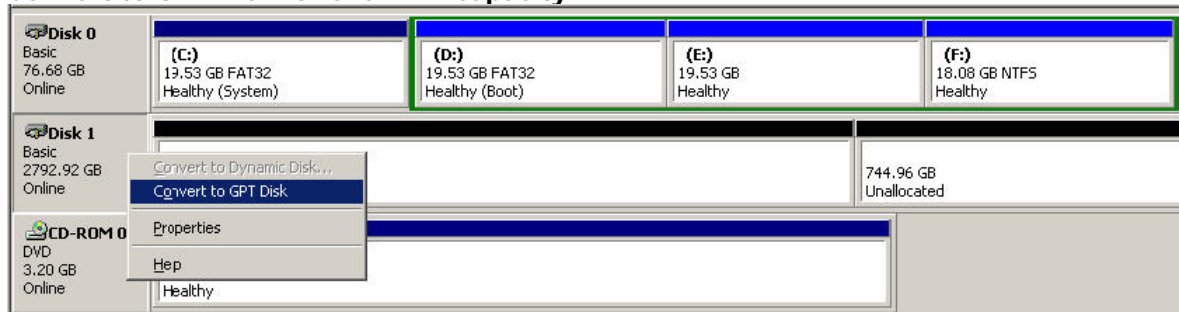 Disk 0
Basic
76.68 GB
Online
(C:)
19.53 GB FAT32
Healthy (System)
(D:)
19.53 GB FAT32
Healthy (Boot)
(E:)
19.53 GB
Healthy
(F:)
18.08 GB NTFS
Healthy
Disk 1
Basic
2792.92 GB
Online
744.96 GB
Unallocated
Convert to Dynamic Disk...
Convert to GPT Disk
Properties
Help
CD-ROM 0
DVD
3.20 GB
Online
Healthy